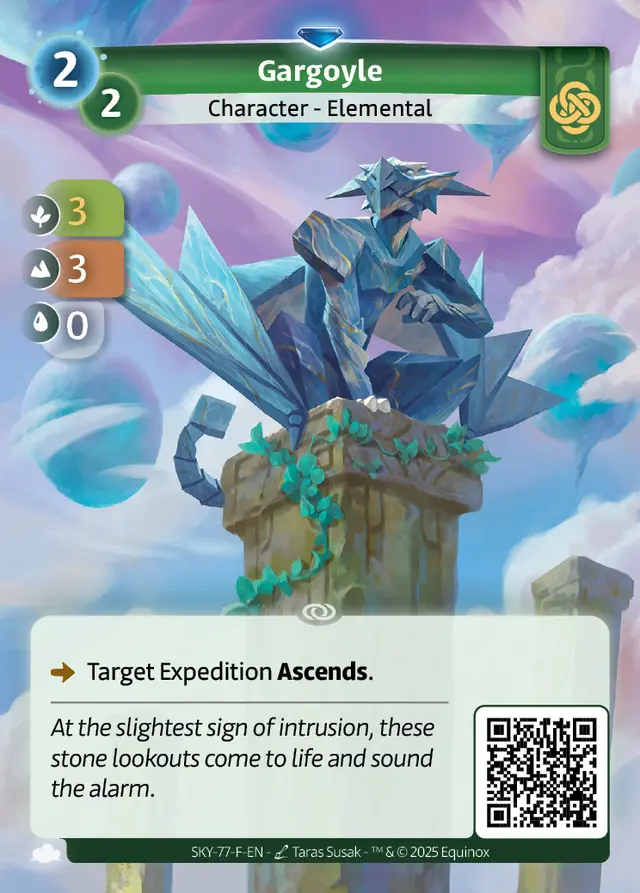 2
Gargoyle
2
Character - Elemental
3
3
0
Target Expedition Ascends.
At the slightest sign of intrusion, these
stone lookouts come to life and sound
the alarm.
SKY-77-F-EN - Taras Susak - ™ & © 2025 Equinox